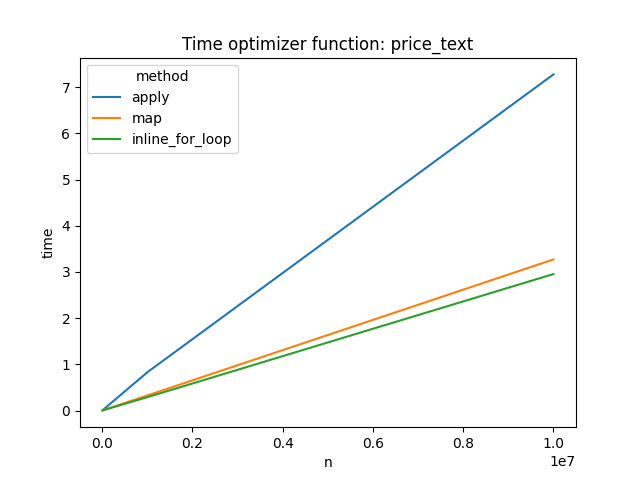 Time optimizer function: price_text
method
apply
map
inline_for_loop
7
6
5
4
3
2
1
0
time
0.0 0.2 0.4 0.6 0.8 1.0
1e7
n